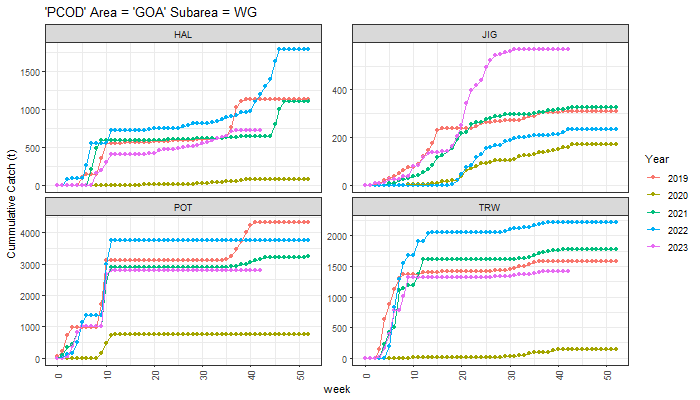 'PCOD' Area = 'GOA' Subarea = WG
HAL
JIG
Cummulative Catch (t)
1500
1000
500
0
400
200
0
POT
TRW
4000
3000
2000
1000
0
2000
1500
1000
500
0
0 10 20 30 40 50
0 10 20 30 40 50
week
Year
2019
2020
2021
2022
2023